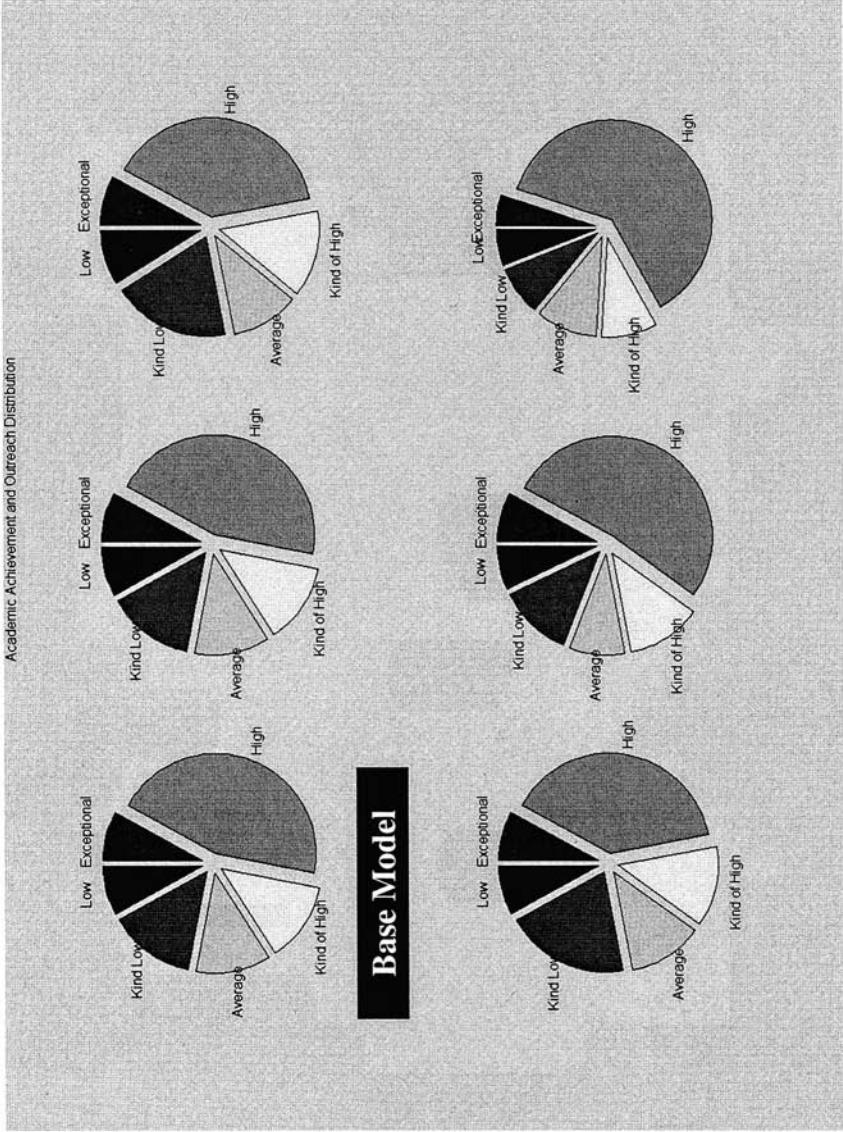 Academic Achievement and Outreach Distribution
Low
Exceptional
Kind Low
High
Average
Kind of High
Low
Exceptional
Kind Low
High
Average
Kind of High
Low
Exceptional
Kind Low
High
Average
Kind of High
Base Model
Low
Exceptional
Kind Low
High
Average
Kind of High
Low
Exceptional
Kind Low
High
Average
Kind of High
Low
Exceptional
Kind Low
High
Average
Kind of High